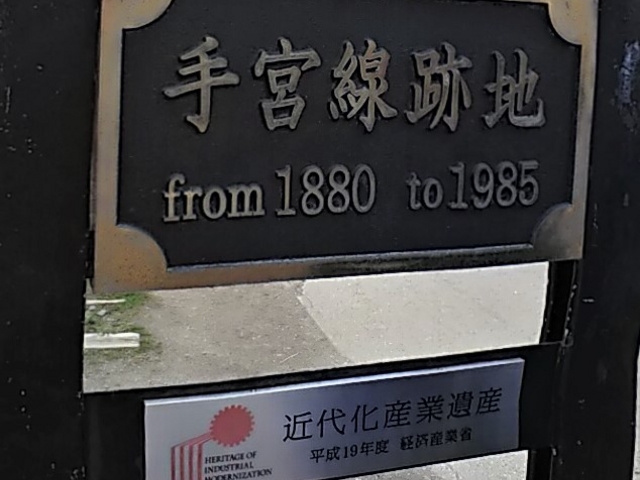 手宮線跡地
from 1880 to 1985
近代化産業遺産
平成19年度 経済産業省
HERITAGE OF
INDUSTRIAL
MODERNIZATION